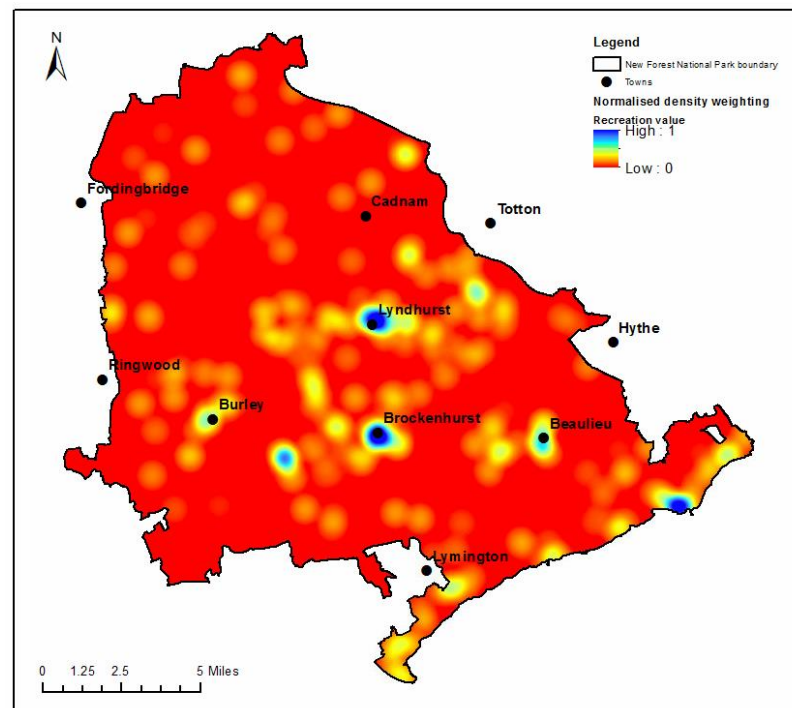 N
Legend
New Forest National Park boundary
Towns
Normalised density weighting
Recreation value
High : 1
Low : 0
Fordingbridge
Cadnam
Totton
Lyndhurst
Hythe
Ringwood
Burley
Brockenhurst
Beaulieu
Lymington
0 1.25 2.5 5 Miles